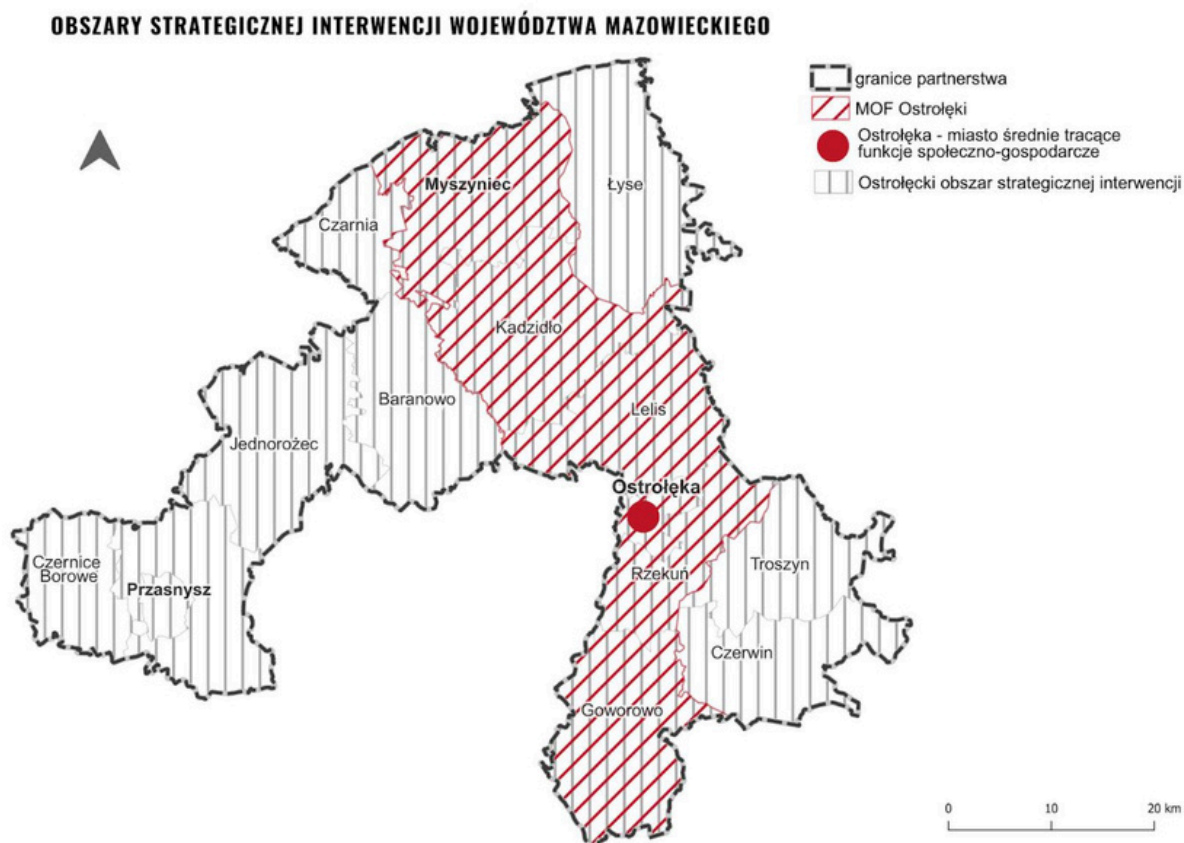 OBSZARY STRATEGICZNEJ INTERWENCJI WOJEWÓDZTWA MAZOWIECKIEGO
granice partnerstwa
MOF Ostrołęki
Ostrołęka - miasto średnie tracące
funkcje społeczno-gospodarcze
Ostrołęcki obszar strategicznej interwencji
Myszyniec
Łyse
Czarnia
Kadzidło
Baranowo
Lelis
Jednorożec
Ostrołęka
Czernice
Borowe
Przasnysz
Rzekuń
Troszyn
Czerwin
Goworowo
0 10 20 km